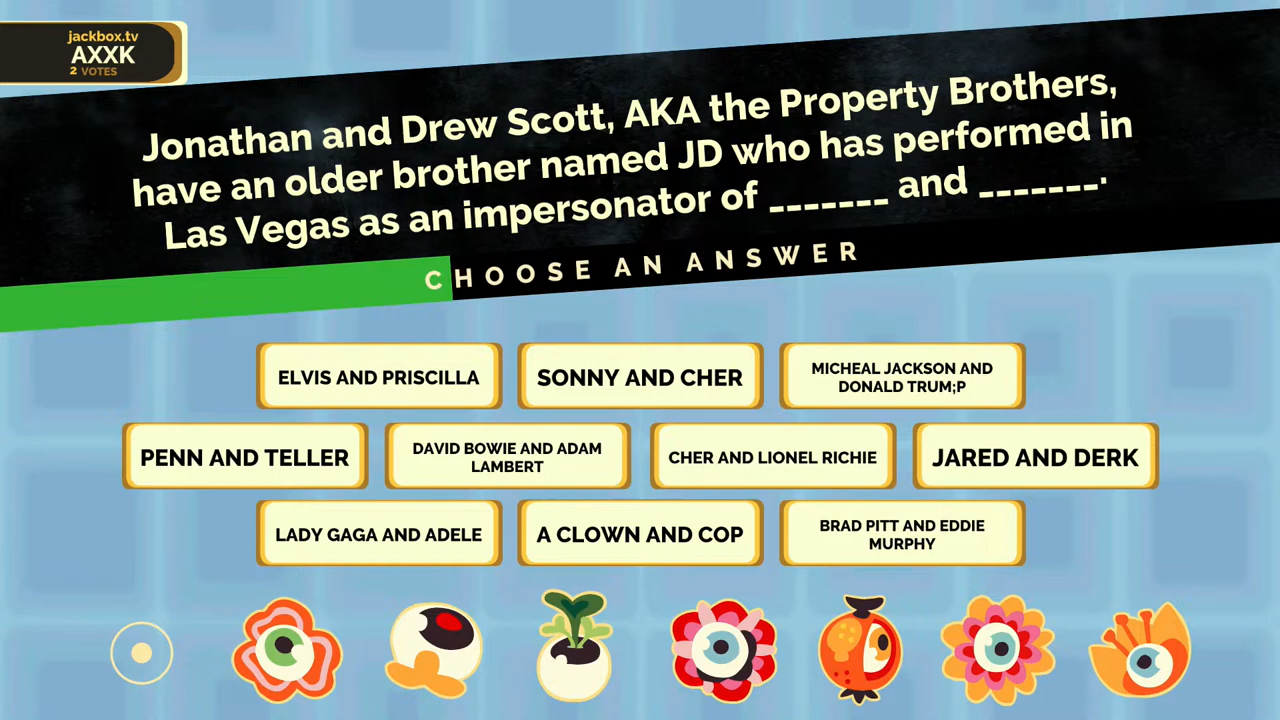 jackbox.tv
AXXK
2 VOTES
Jonathan and Drew Scott, AKA the Property Brothers,
have an older brother named JD who has performed in
Las Vegas as an impersonator of _______ and _______.
CHOOSE AN ANSWER
ELVIS AND PRISCILLA
SONNY AND CHER
MICHEAL JACKSON AND
DONALD TRUM;P
PENN AND TELLER
DAVID BOWIE AND ADAM
LAMBERT
CHER AND LIONEL RICHIE
JARED AND DERK
LADY GAGA AND ADELE
A CLOWN AND COP
BRAD PITT AND EDDIE
MURPHY